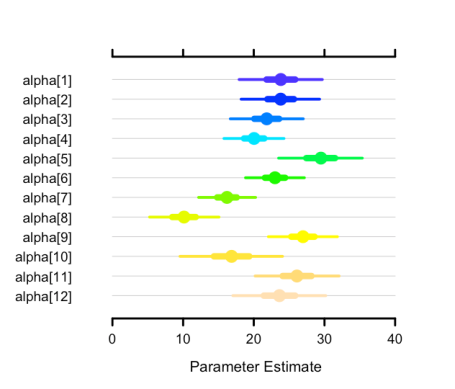 alpha[1]
alpha[2]
alpha[3]
alpha[4]
alpha[5]
alpha[6]
alpha[7]
alpha[8]
alpha[9]
alpha[10]
alpha[11]
alpha[12]
0 10 20 30 40
Parameter Estimate